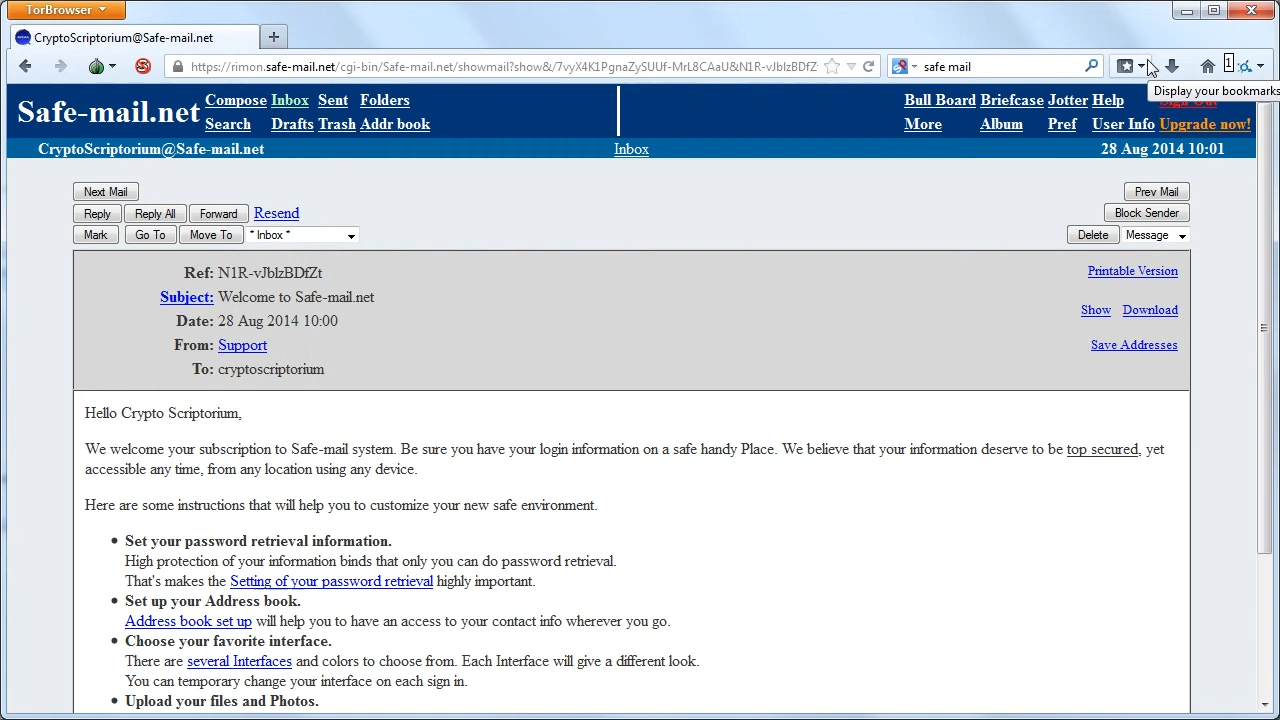 TorBrowser
CryptoScriptorium@Safe-mail.net
https://rimon.safe-mail.net/cgi-bin/Safe-mail.net/showmail?show&/7vyX4K1PgnaZySUUf-MrL8CAaU&N1R-vJblzBDfZ
safe mail
1
Display your bookmarks
Safe-mail.net
Compose Inbox Sent Folders
Search Drafts Trash Addr book
Bull Board Briefcase Jotter Help Sign Out
More Album Pref User Info Upgrade now!
CryptoScriptorium@Safe-mail.net Inbox 28 Aug 2014 10:01
Next Mail Prev Mail
Reply Reply All Forward Resend Block Sender
Mark Go To Move To * Inbox * Delete Message
Ref: N1R-vJblzBDfZt Printable Version
Subject: Welcome to Safe-mail.net
Date: 28 Aug 2014 10:00 Show Download
From: Support Save Addresses
To: cryptoscriptorium
Hello Crypto Scriptorium,
We welcome your subscription to Safe-mail system. Be sure you have your login information on a safe handy Place. We believe that your information deserve to be top secured, yet
accessible any time, from any location using any device.
Here are some instructions that will help you to customize your new safe environment.
• Set your password retrieval information.
High protection of your information binds that only you can do password retrieval.
That's makes the Setting of your password retrieval highly important.
• Set up your Address book.
Address book set up will help you to have an access to your contact info wherever you go.
• Choose your favorite interface.
There are several Interfaces and colors to choose from. Each Interface will give a different look.
You can temporary change your interface on each sign in.
• Upload your files and Photos.